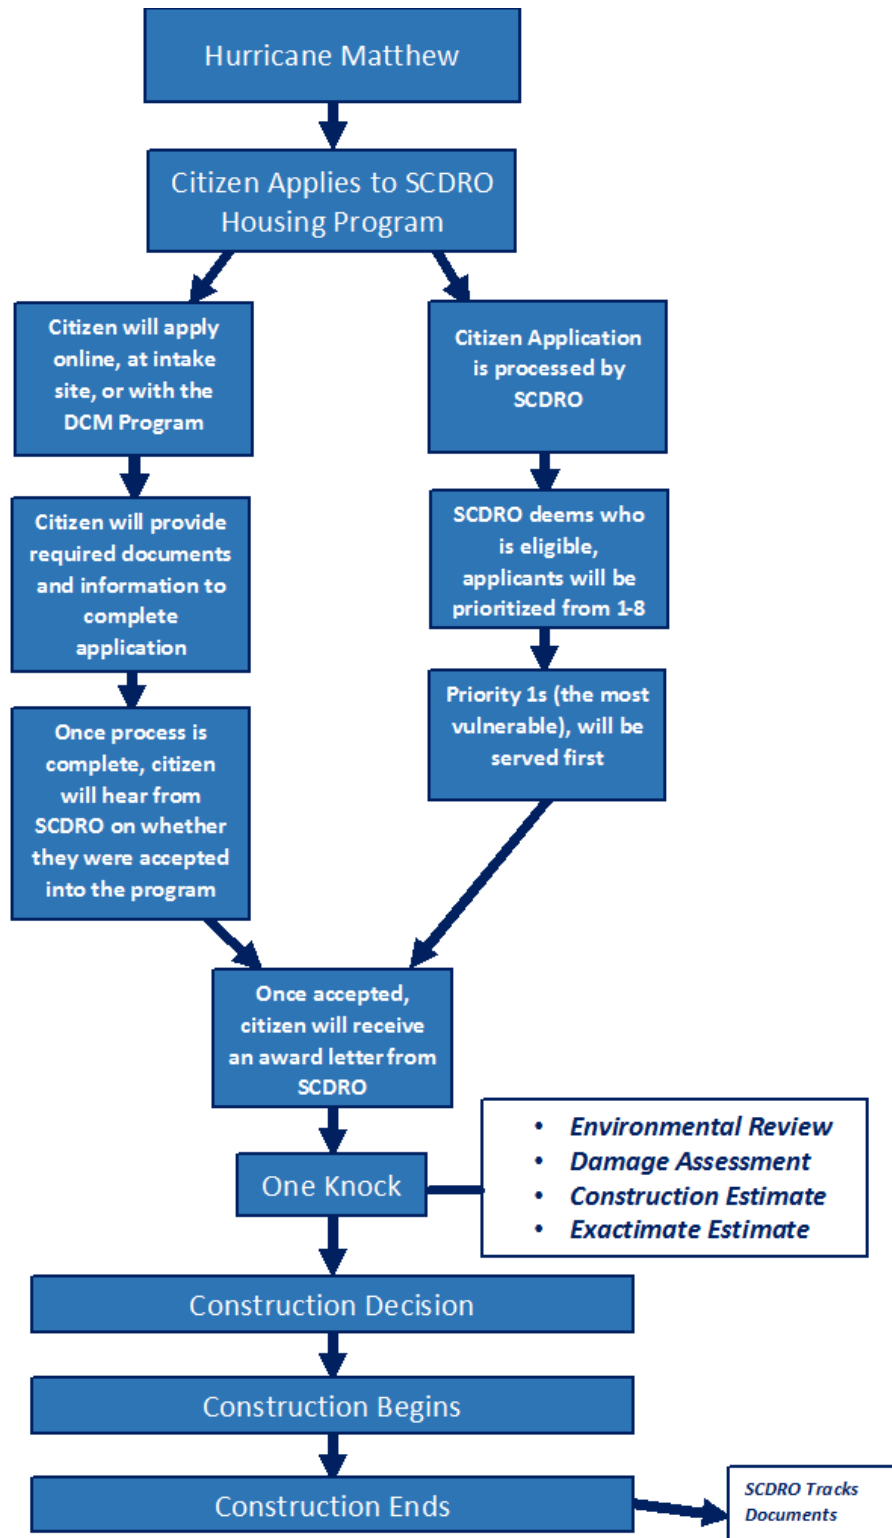 Hurricane Matthew
Citizen Applies to SCDRO
Housing Program
Citizen will apply
online, at intake
site, or with the
DCM Program
Citizen will provide
required documents
and information to
complete
application
Once process is
complete, citizen
will hear from
SCDRO on whether
they were accepted
into the program
Citizen Application
is processed by
SCDRO
SCDRO deems who
is eligible,
applicants will be
prioritized from 1-8
Priority 1s (the most
vulnerable), will be
served first
Once accepted,
citizen will receive
an award letter from
SCDRO
One Knock
• Environmental Review
• Damage Assessment
• Construction Estimate
• Exactimate Estimate
Construction Decision
Construction Begins
Construction Ends
SCDRO Tracks
Documents